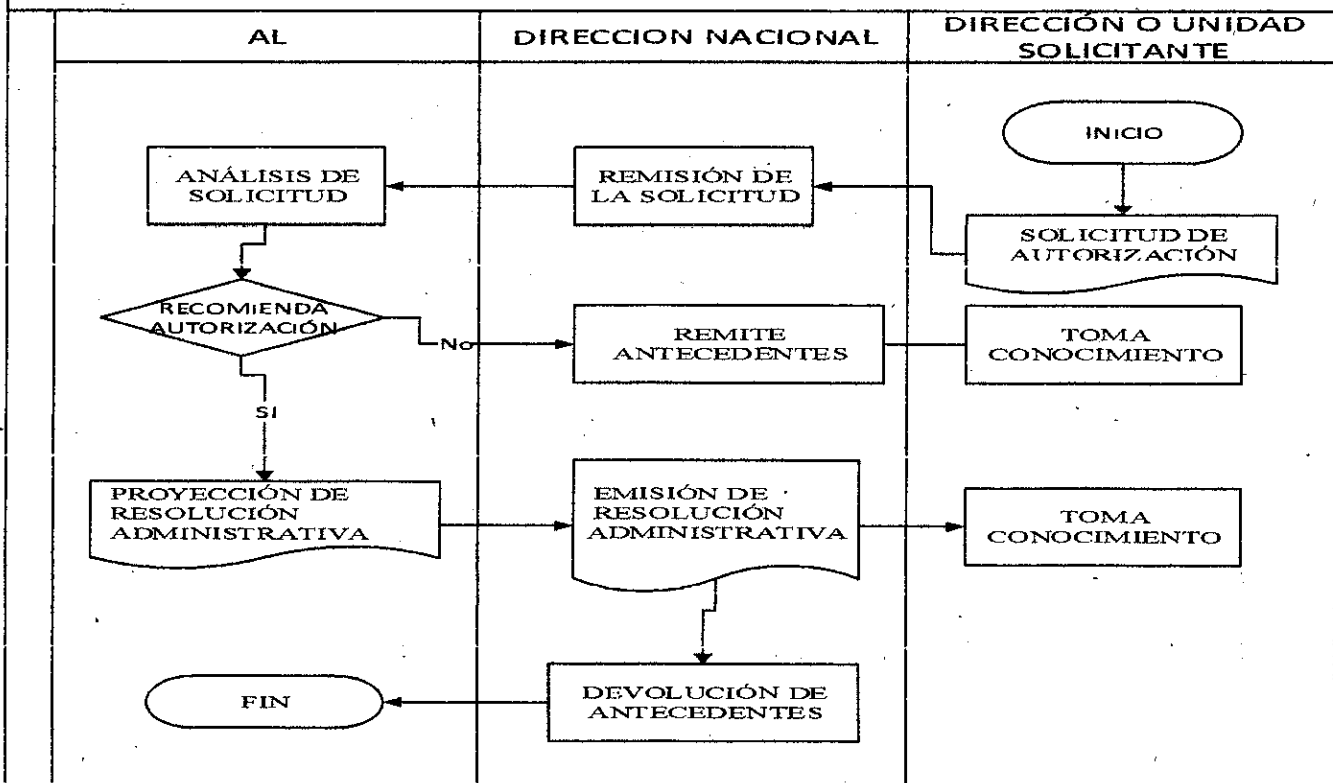 AL
DIRECCION NACIONAL
DIRECCIÓN O UNIDAD
SOLICITANTE
INICIO
ANÁLISIS DE
SOLICITUD
REMISIÓN DE
LA SOLICITUD
SOLICITUD DE
AUTORIZACIÓN
RECOMIENDA
AUTORIZACIÓN
No
REMITE
ANTECEDENTES
TOMA
CONOCIMIENTO
SI
PROYECCIÓN DE
RESOLUCIÓN
ADMINISTRATIVA
EMISIÓN DE
RESOLUCIÓN
ADMINISTRATIVA
TOMA
CONOCIMIENTO
FIN
DEVOLUCIÓN DE
ANTECEDENTES